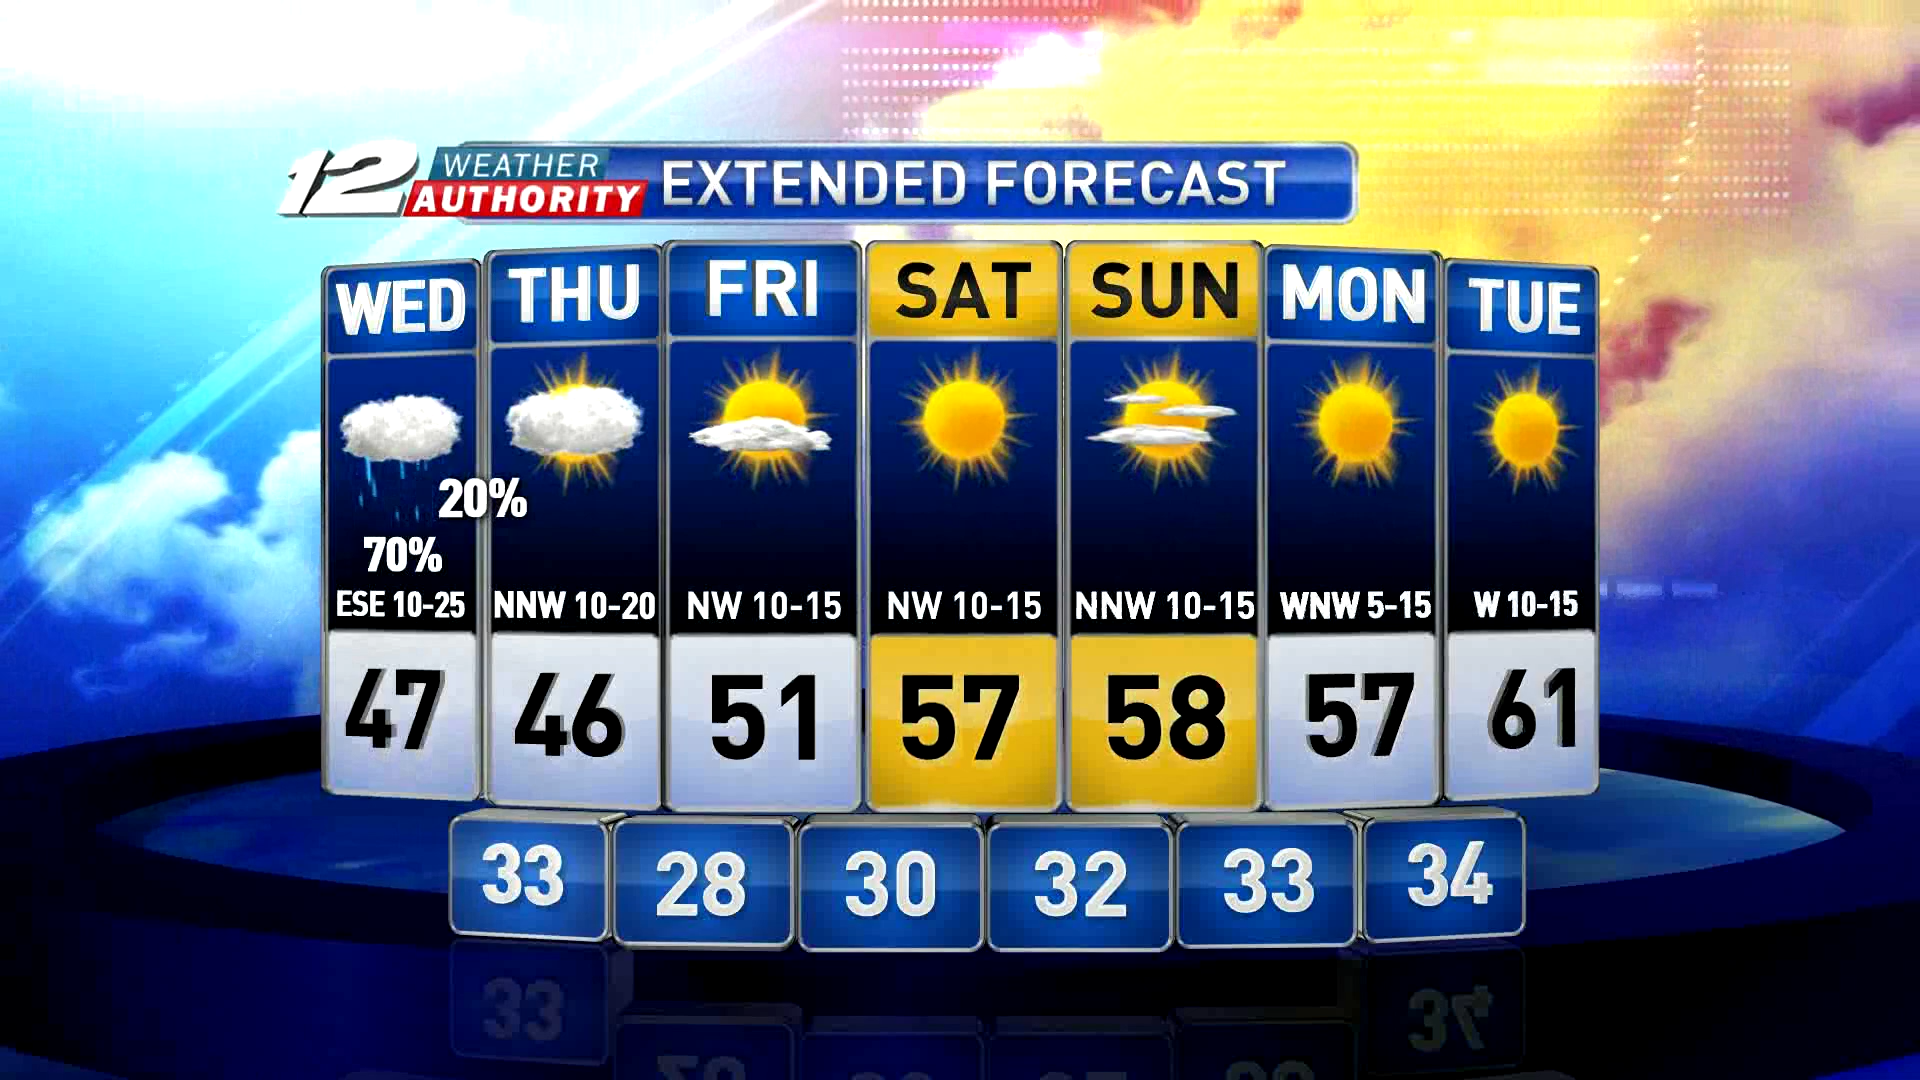 12 WEATHER AUTHORITY EXTENDED FORECAST
WED THU FRI SAT SUN MON TUE
20%
70%
ESE 10-25 NNW 10-20 NW 10-15 NW 10-15 NNW 10-15 WNW 5-15 W 10-15
47 46 51 57 58 57 61
33 28 30 32 33 34